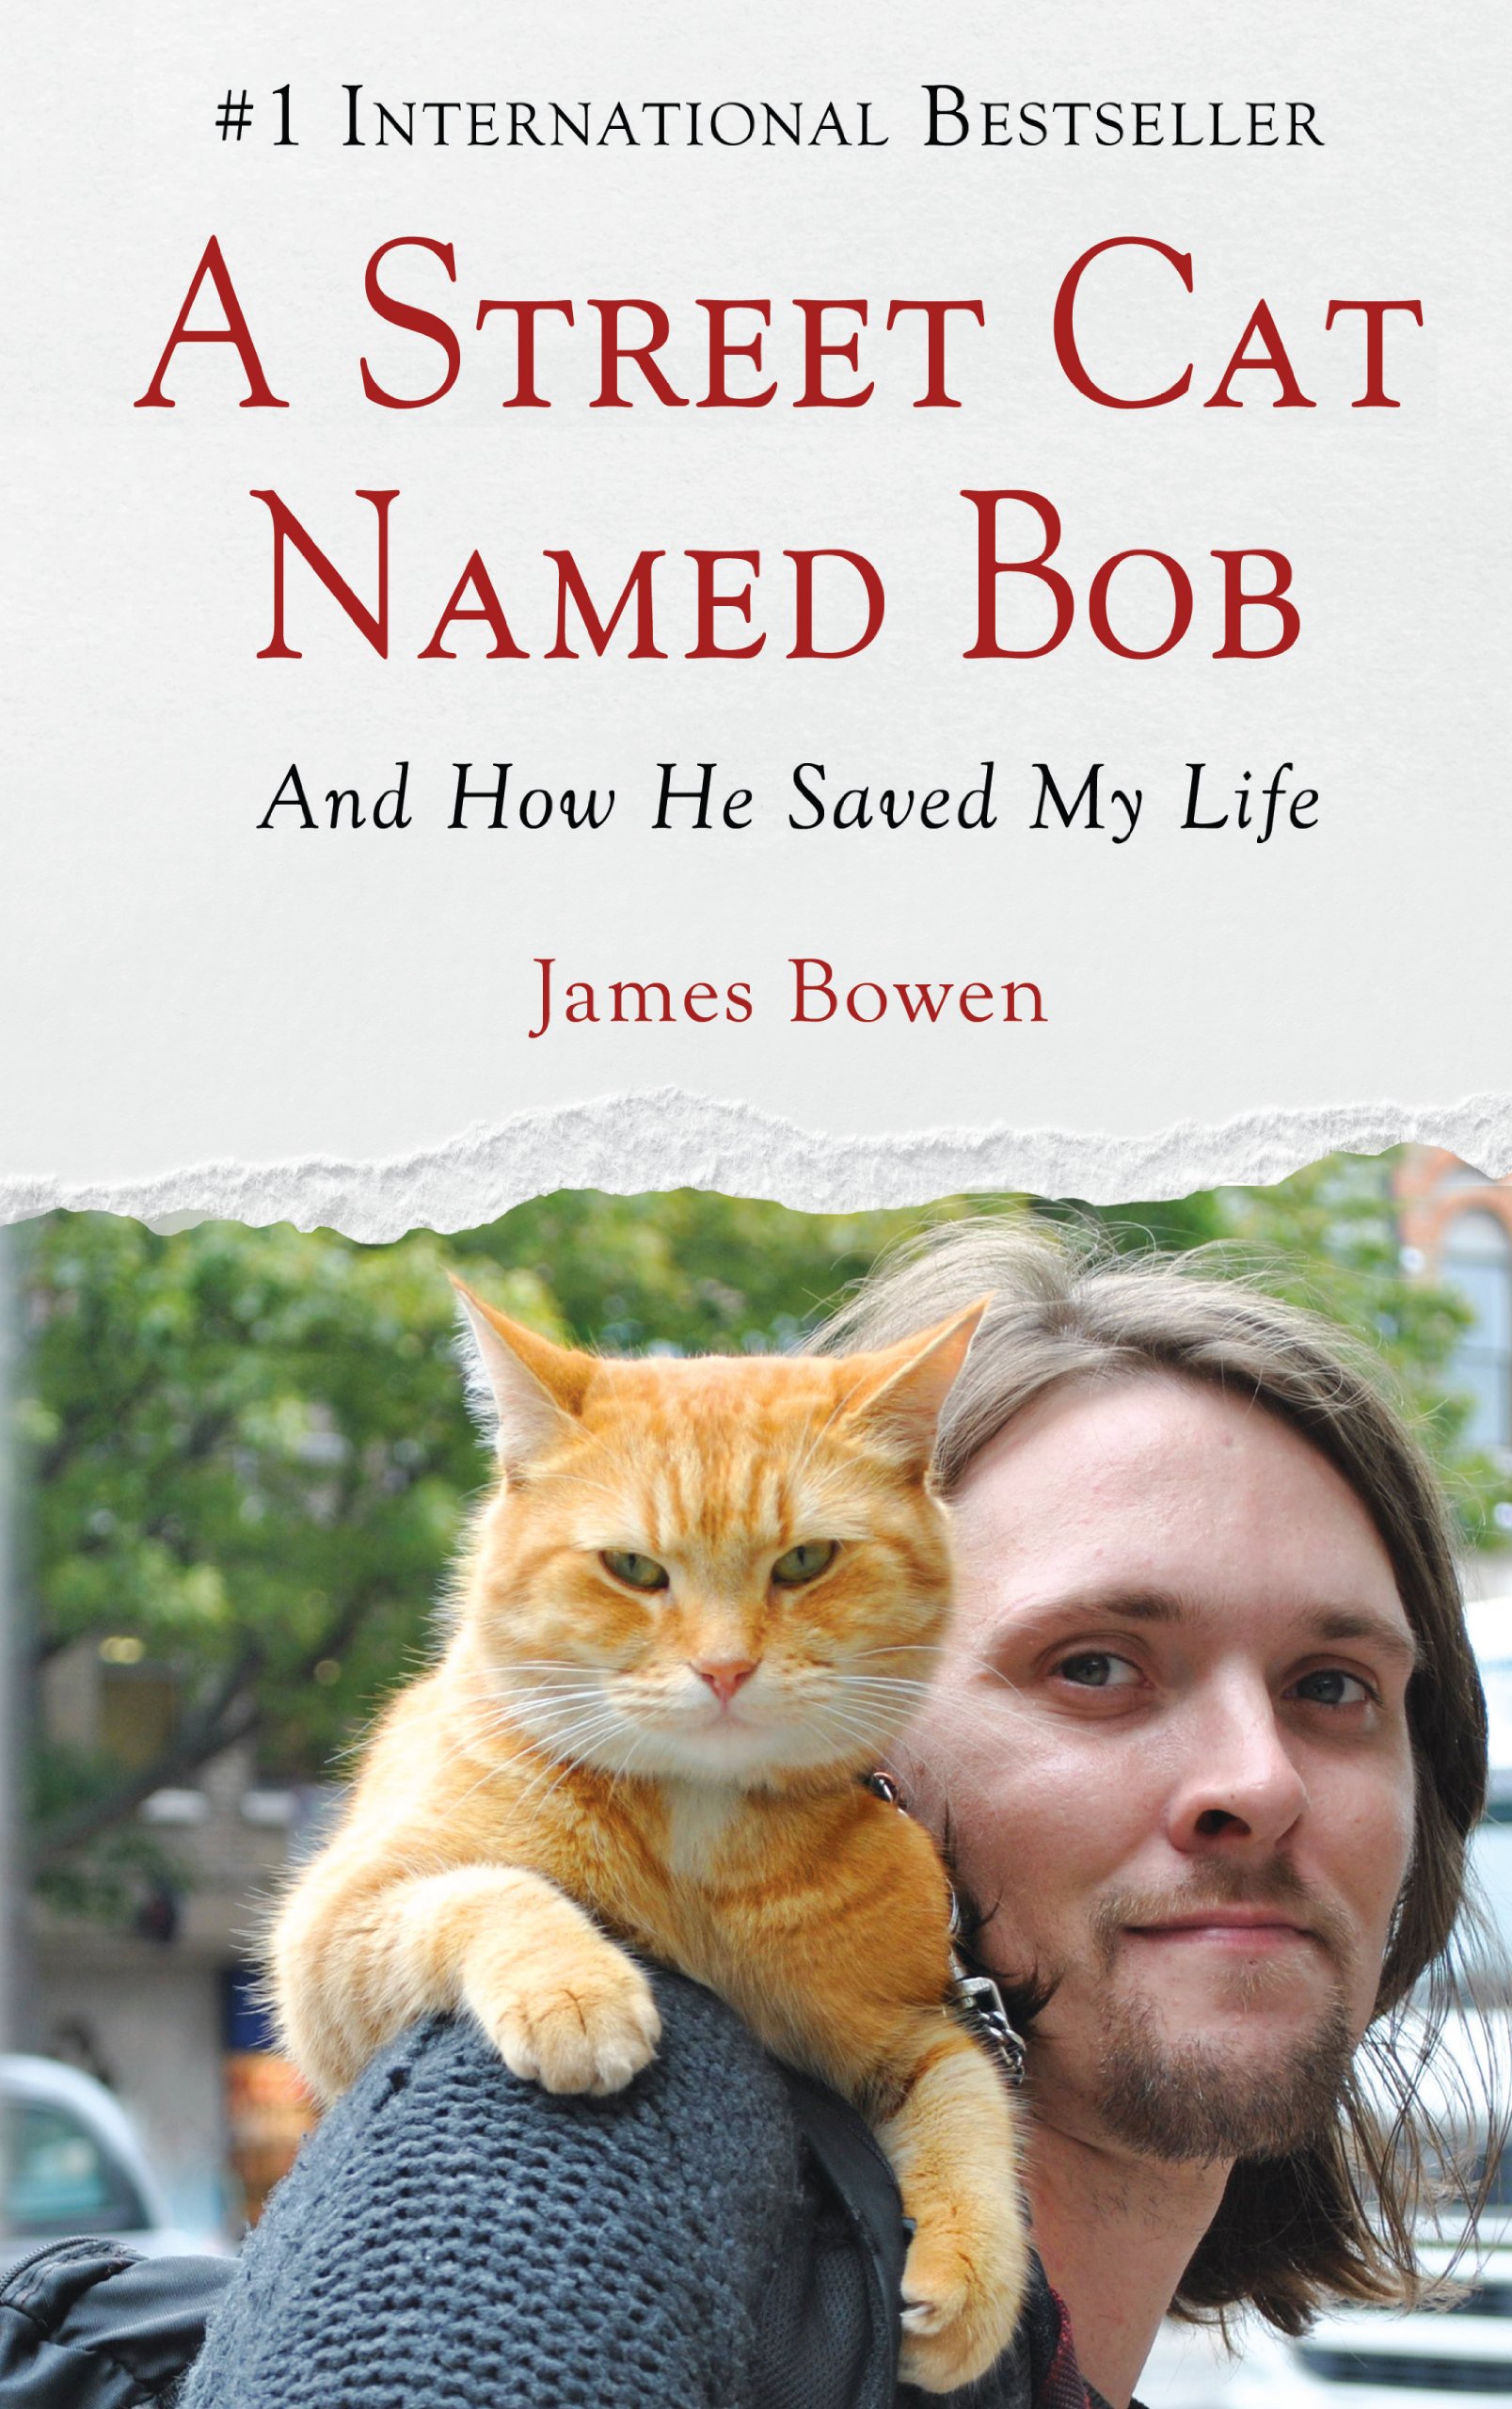 #1 International Bestseller
A Street Cat
Named Bob
And How He Saved My Life
James Bowen